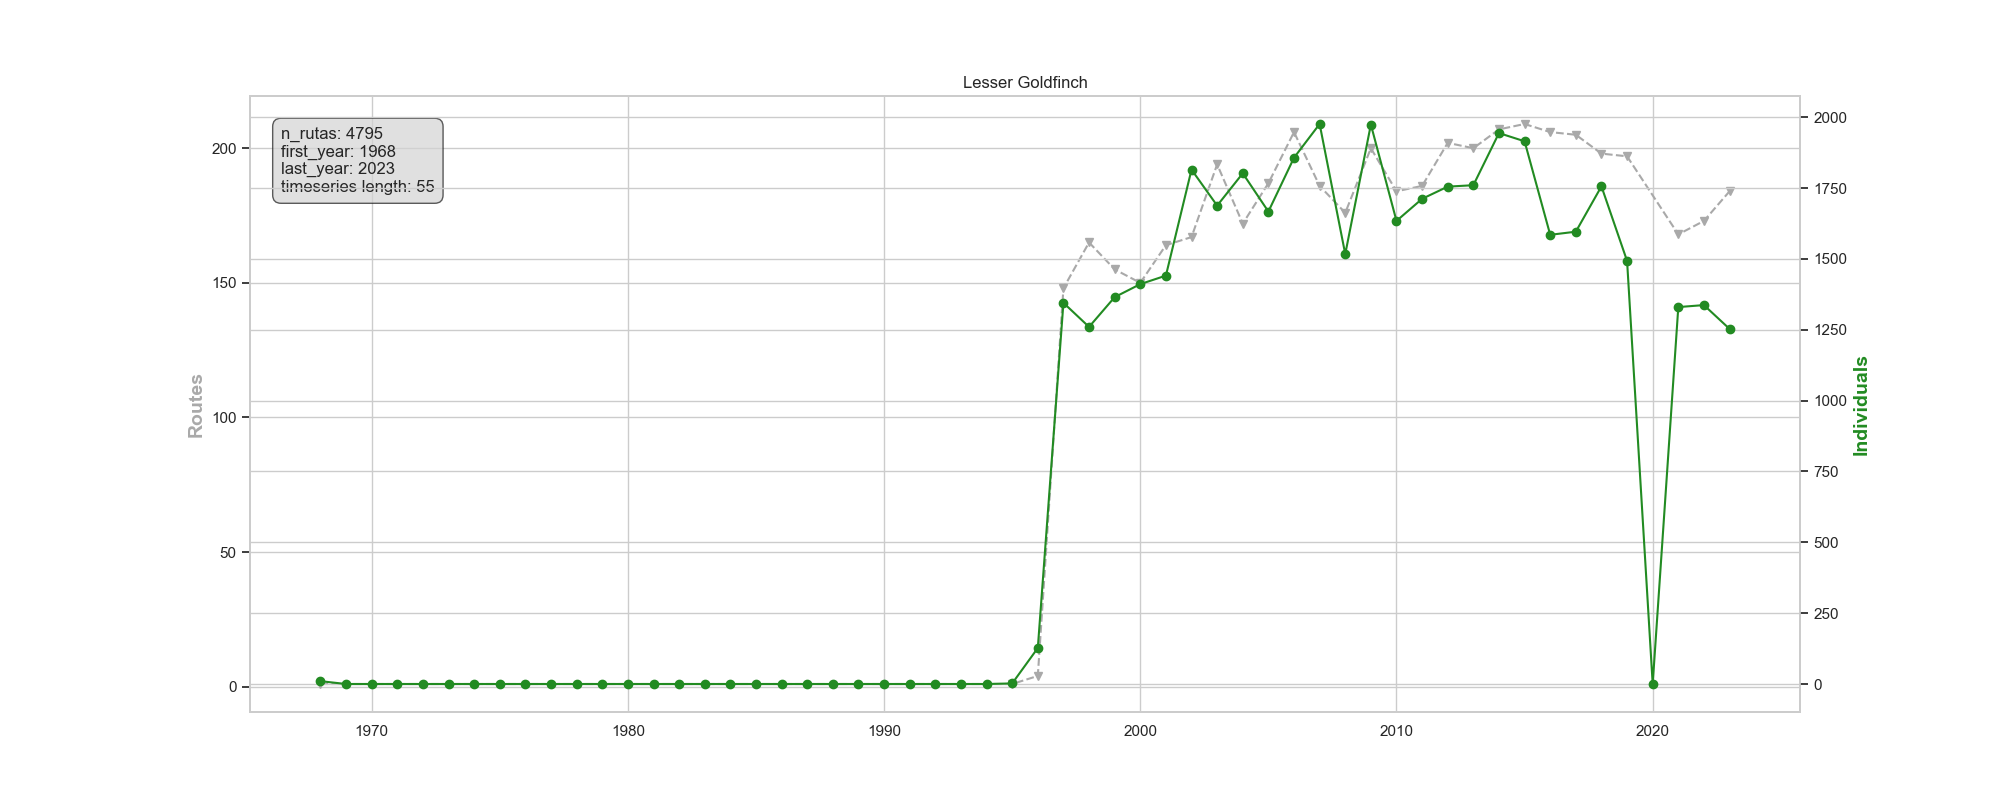 Lesser Goldfinch
n_rutas: 4795
first_year: 1968
last_year: 2023
timeseries length: 55
Routes
200
150
100
50
0
2000
1750
1500
1250
1000
750
500
250
0
Individuals
1970 1980 1990 2000 2010 2020